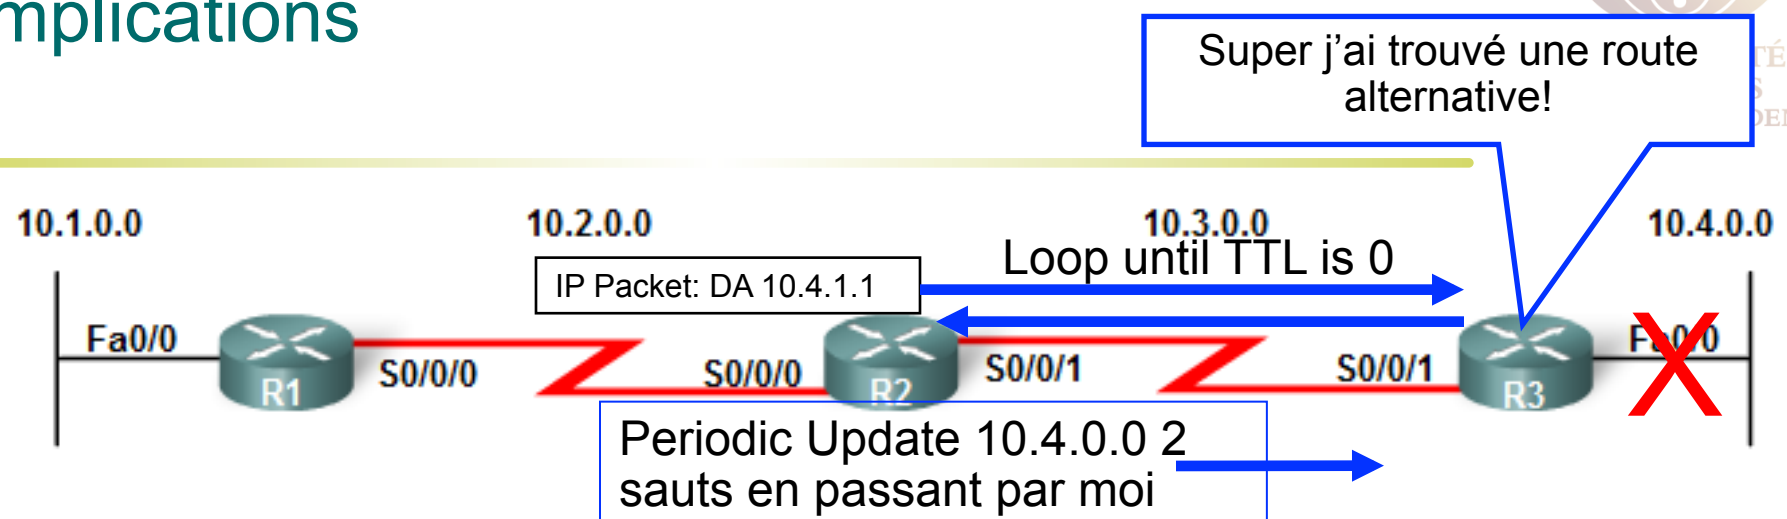 mplications
Super j'ai trouvé une route
alternative!
10.1.0.0
10.2.0.0
10.3.0.0
10.4.0.0
Loop until TTL is 0
IP Packet: DA 10.4.1.1
Fa0/0
S0/0/0
S0/0/0
S0/0/1
S0/0/1
Fa0/0
R1
R2
R3
Periodic Update 10.4.0.0 2
sauts en passant par moi